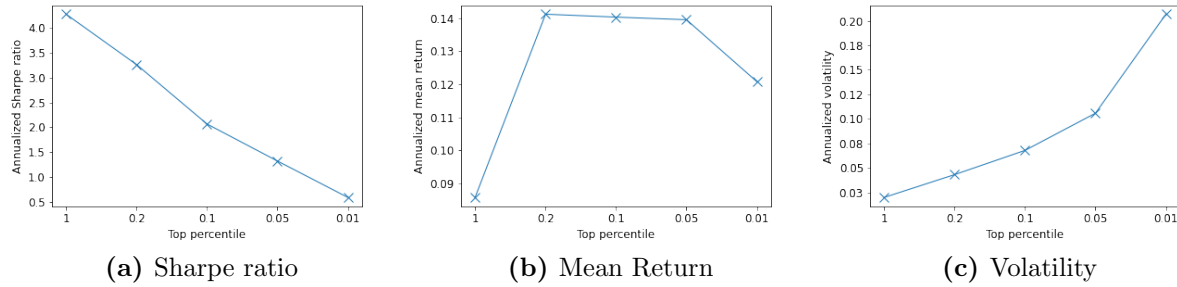 Annualized Sharpe ratio
4.0
3.5
3.0
2.5
2.0
1.5
1.0
0.5
1 0.2 0.1 0.05 0.01
Top percentile
(a) Sharpe ratio
Annualized mean return
0.14
0.13
0.12
0.11
0.10
0.09
1 0.2 0.1 0.05 0.01
Top percentile
(b) Mean Return
Annualized volatility
0.20
0.18
0.15
0.12
0.10
0.07
0.05
0.03
1 0.2 0.1 0.05 0.01
Top percentile
(c) Volatility